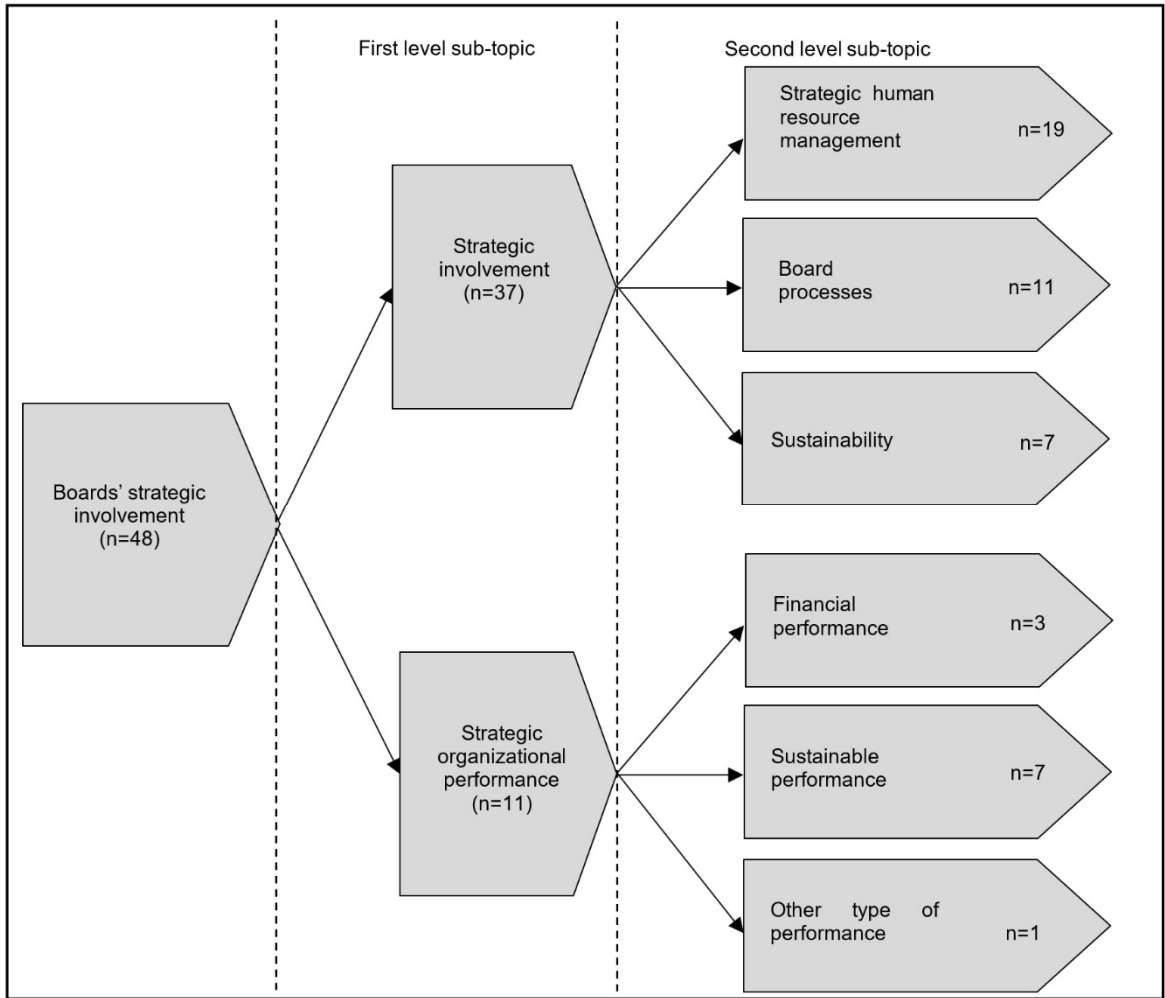 First level sub-topic
Second level sub-topic
Boards’ strategic
involvement
(n=48)
Strategic
involvement
(n=37)
Strategic human
resource
management
n=19
Board
processes
n=11
Sustainability
n=7
Strategic
organizational
performance
(n=11)
Financial
performance
n=3
Sustainable
performance
n=7
Other type of
performance
n=1